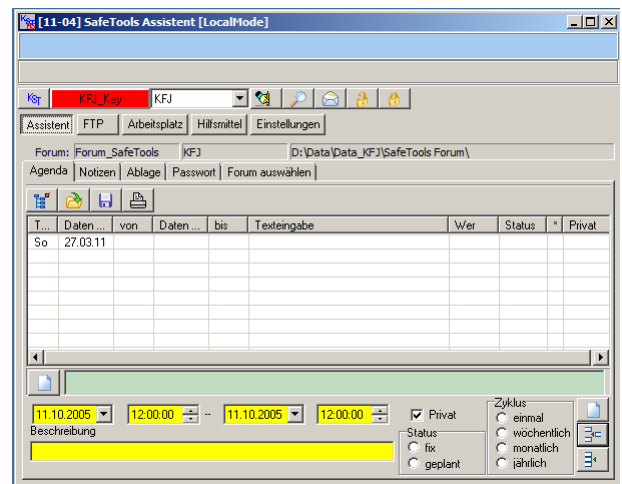 [11-04] SafeTools Assistent [LocalMode]
KST KFJ_Key KFJ
Assistent FTP Arbeitsplatz Hilfsmittel Einstellungen
Forum: Forum_SafeTools KFJ D:\Data\Data_KFJ\SafeTools Forum\
Agenda Notizen Ablage Passwort Forum auswählen
T... Daten ... von Daten ... bis Texteingabe Wer Status * Privat
So 27.03.11
11.10.2005 12:00:00 -- 11.10.2005 12:00:00 Privat
Beschreibung
Status
fix
geplant
Zyklus
einmal
wöchentlich
monatlich
jährlich